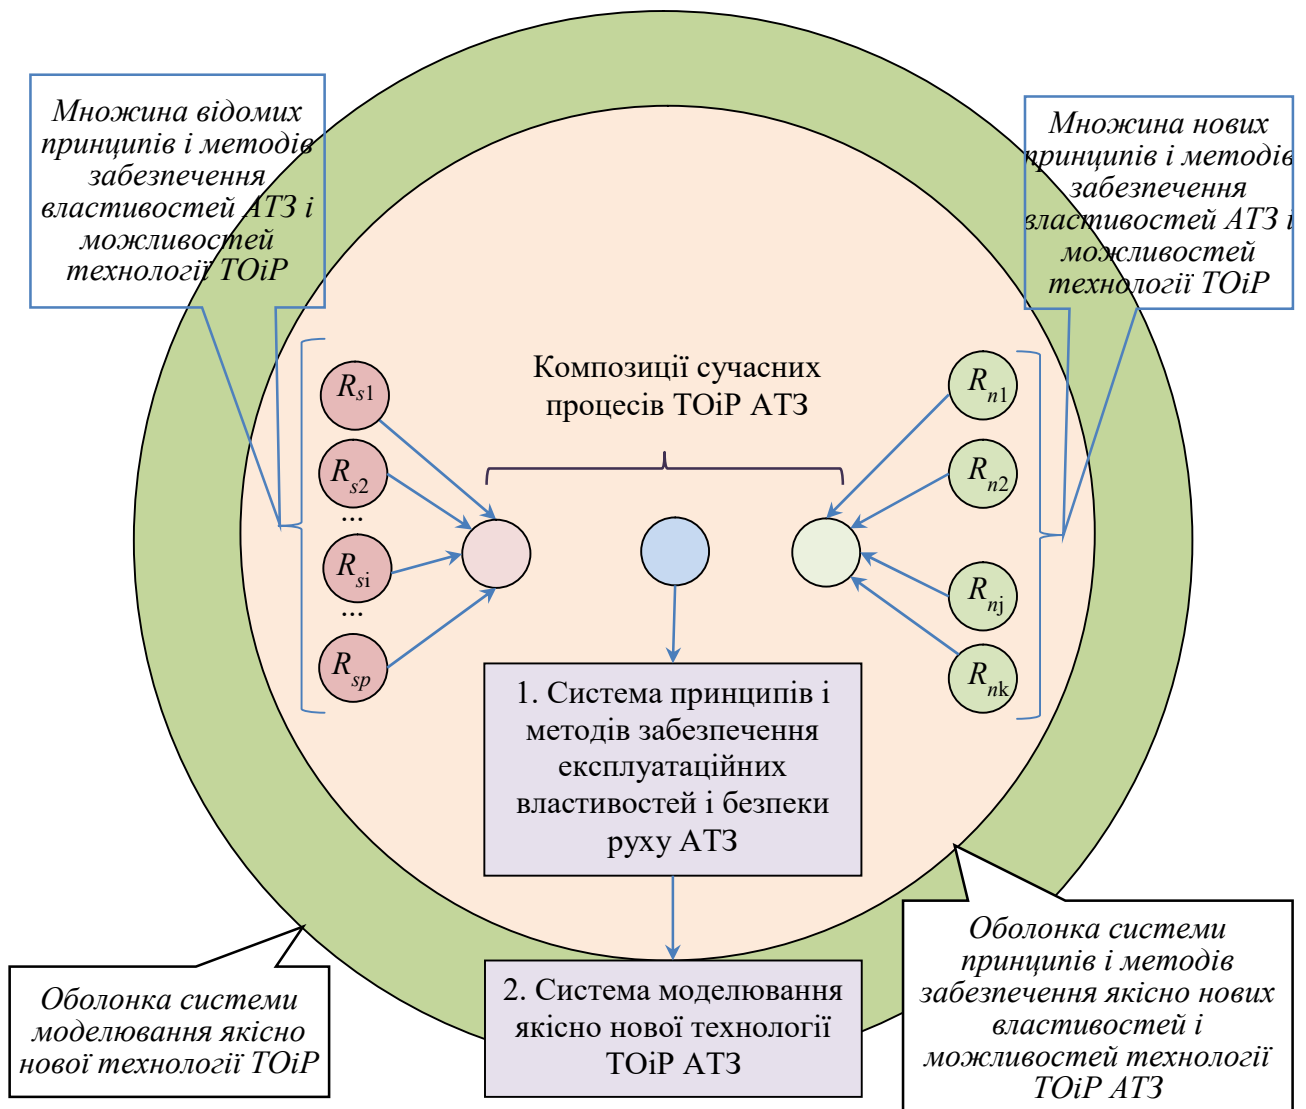 Множина відомих
принципів і методів
забезпечення
властивостей АТЗ і
можливостей
технології ТОіР
Множина нових
принципів і методів
забезпечення
властивостей АТЗ і
можливостей
технології ТОіР
Композиції сучасних
процесів ТОіР АТЗ
Rs1
Rs2
...
Rsi
...
Rsp
Rn1
Rn2
Rnj
Rnk
1. Система принципів і
методів забезпечення
експлуатаційних
властивостей і безпеки
руху АТЗ
2. Система моделювання
якісно нової технології
ТОіР АТЗ
Оболонка системи
моделювання якісно
нової технології ТОіР
Оболонка системи
принципів і методів
забезпечення якісно нових
властивостей і
можливостей технології
ТОіР АТЗ